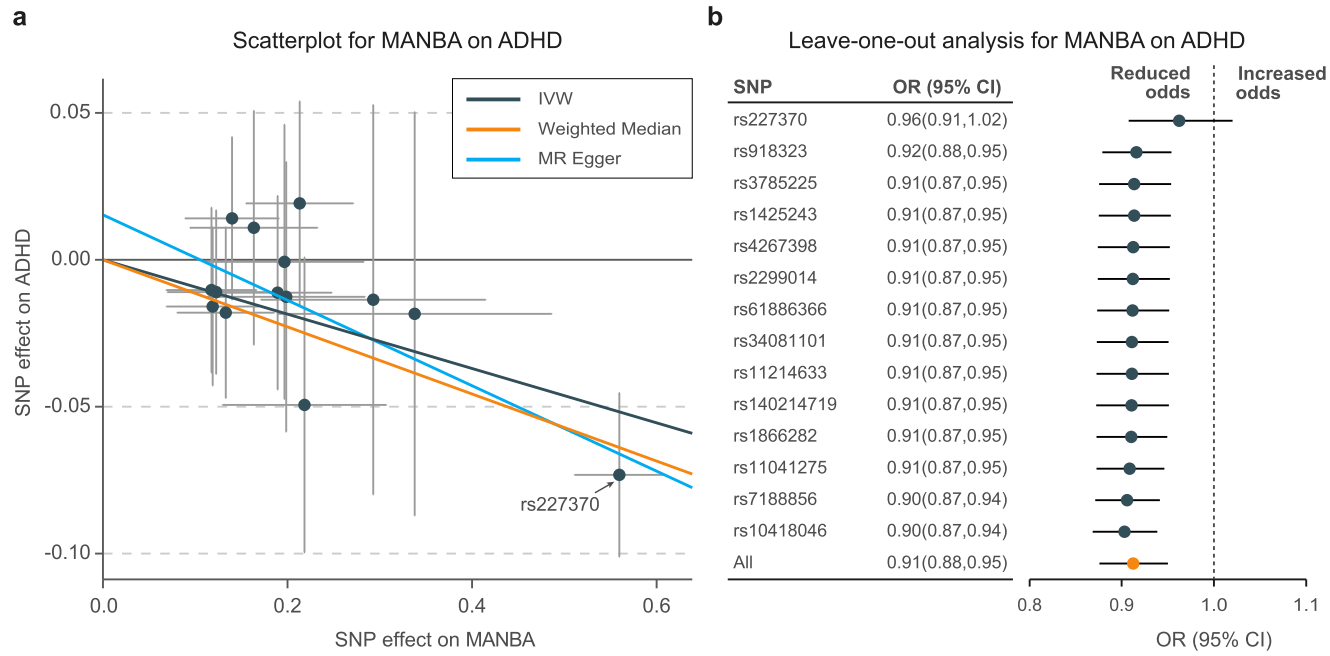 a
Scatterplot for MANBA on ADHD
IVW
Weighted Median
MR Egger
0.05
0.00
-0.05
-0.10
SNP effect on ADHD
rs227370
0.0 0.2 0.4 0.6
SNP effect on MANBA
b
Leave-one-out analysis for MANBA on ADHD
SNP OR (95% CI) Reduced odds Increased odds
rs227370 0.96(0.91,1.02)
rs918323 0.92(0.88,0.95)
rs3785225 0.91(0.87,0.95)
rs1425243 0.91(0.87,0.95)
rs4267398 0.91(0.87,0.95)
rs2299014 0.91(0.87,0.95)
rs61886366 0.91(0.87,0.95)
rs34081101 0.91(0.87,0.95)
rs11214633 0.91(0.87,0.95)
rs140214719 0.91(0.87,0.95)
rs1866282 0.91(0.87,0.95)
rs11041275 0.91(0.87,0.95)
rs7188856 0.90(0.87,0.94)
rs10418046 0.90(0.87,0.94)
All 0.91(0.88,0.95)
0.8 0.9 1.0 1.1
OR (95% CI)